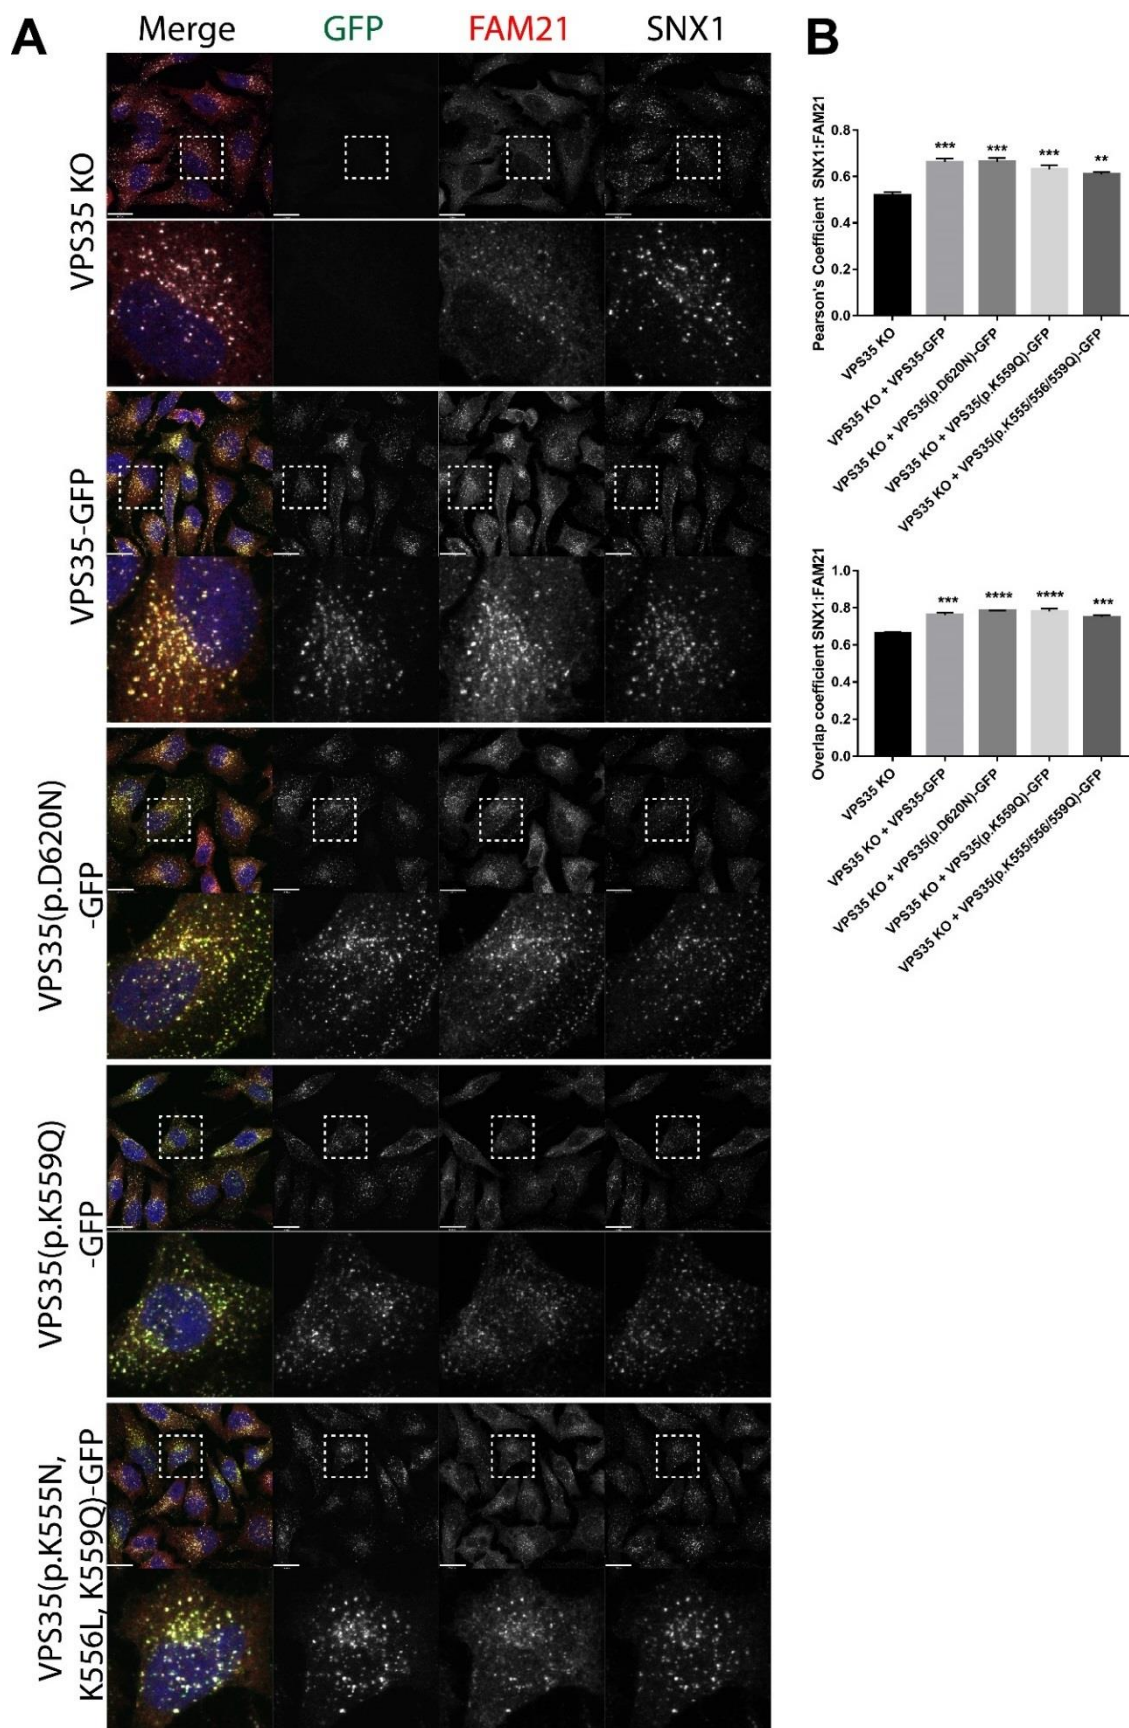 A
Merge GFP FAM21 SNX1
VPS35 KO
VPS35-GFP
VPS35(p.D620N)
-GFP
VPS35(p.K559Q)
-GFP
VPS35(p.K555N,
K556L, K559Q)-GFP
B
Pearson's Coefficient SNX1:FAM21
0.8
0.6
0.4
0.2
0.0
***
***
***
**
VPS35 KO
VPS35 KO + VPS35-GFP
VPS35 KO + VPS35(p.D620N)-GFP
VPS35 KO + VPS35(p.K559Q)-GFP
VPS35 KO + VPS35(p.K555/556/559Q)-GFP
Overlap coefficient SNX1:FAM21
1.0
0.8
0.6
0.4
0.2
0.0
***
****
****
***
VPS35 KO
VPS35 KO + VPS35-GFP
VPS35 KO + VPS35(p.D620N)-GFP
VPS35 KO + VPS35(p.K559Q)-GFP
VPS35 KO + VPS35(p.K555/556/559Q)-GFP